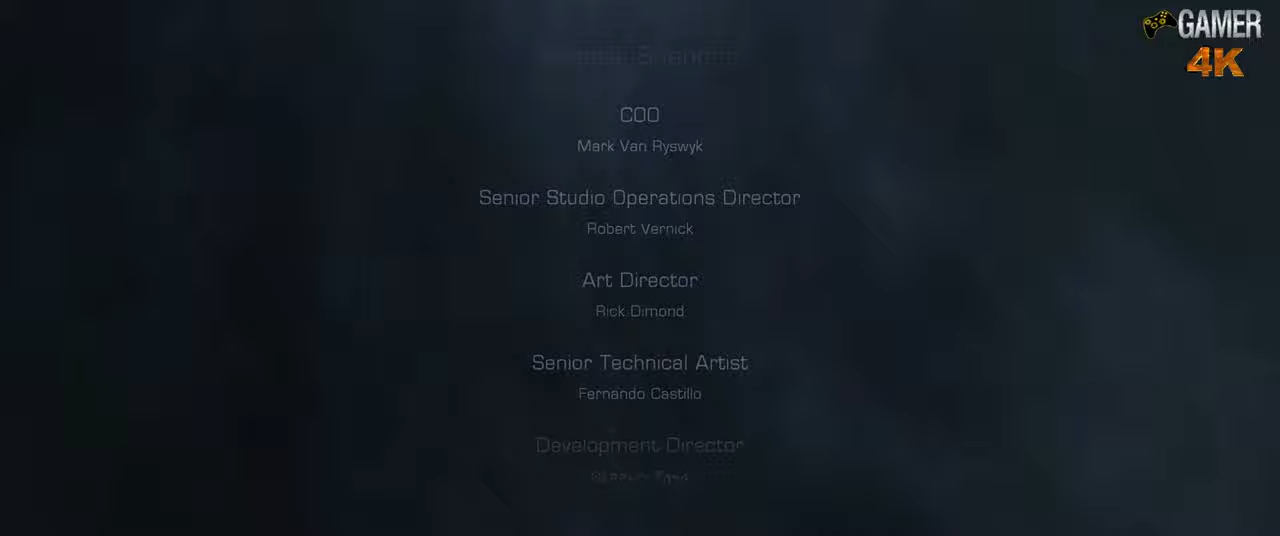 GAMER
4K
COO
Mark Van Ryswyk
Senior Studio Operations Director
Robert Vernick
Art Director
Rick Dimond
Senior Technical Artist
Fernando Castillo
Development Director